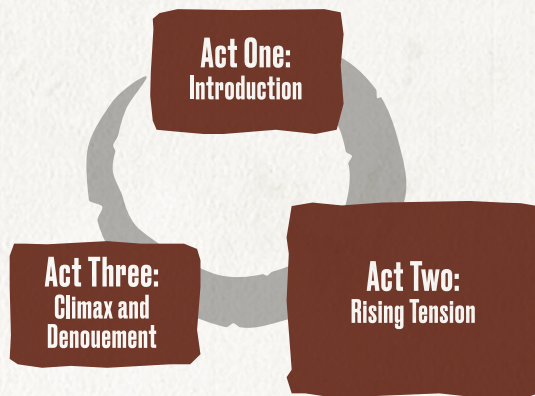 Act One:
Introduction
Act Two:
Rising Tension
Act Three:
Climax and
Denouement